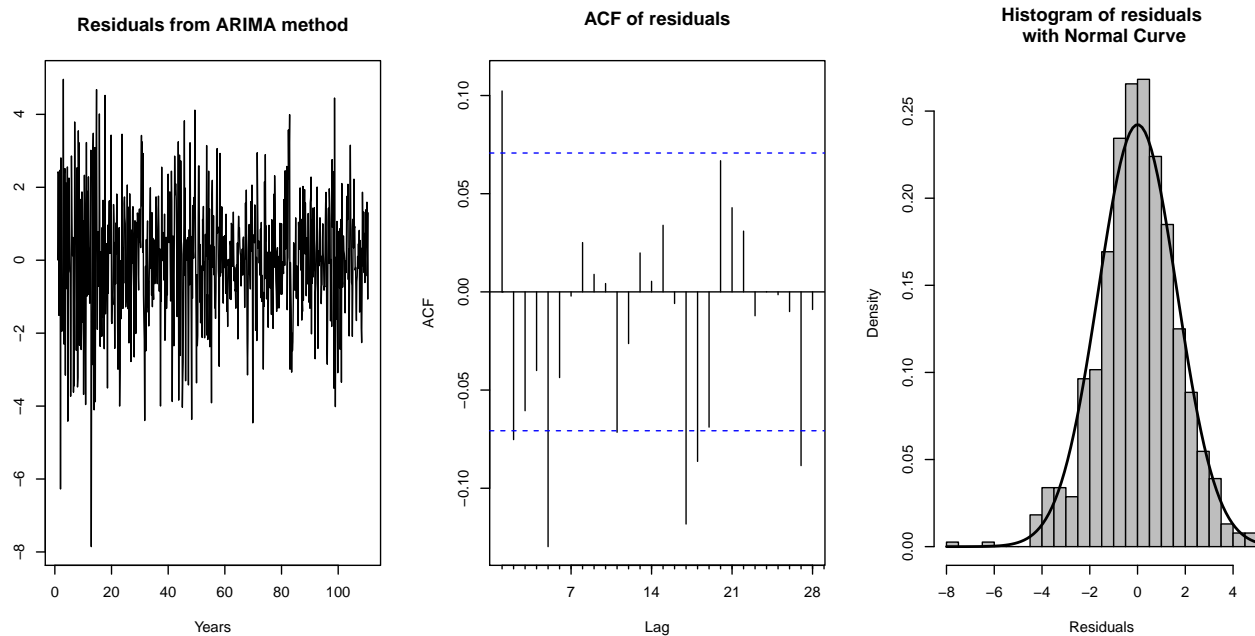 Residuals from ARIMA method
4
2
0
−2
−4
−6
−8
0 20 40 60 80 100
Years
ACF of residuals
ACF
0.10
0.05
0.00
−0.05
−0.10
7 14 21 28
Lag
Histogram of residuals
with Normal Curve
Density
0.25
0.20
0.15
0.10
0.05
0.00
−8 −6 −4 −2 0 2 4
Residuals